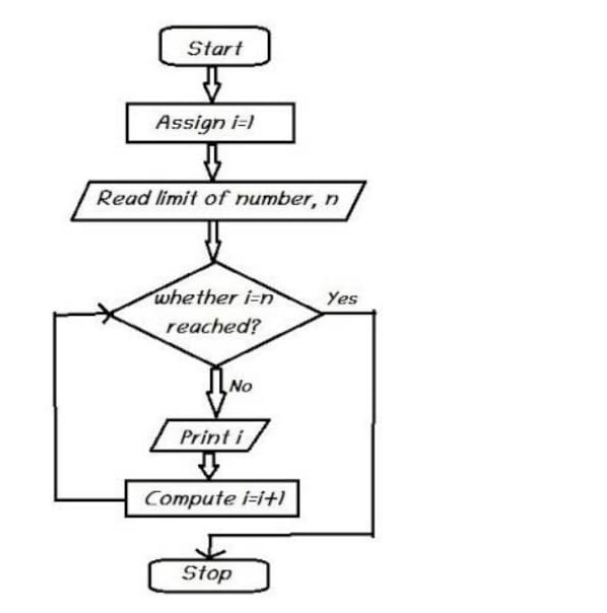 Start
Assign i=1
Read limit of number, n
whether i=n
reached?
Yes
No
Print i
Compute i=i+1
Stop